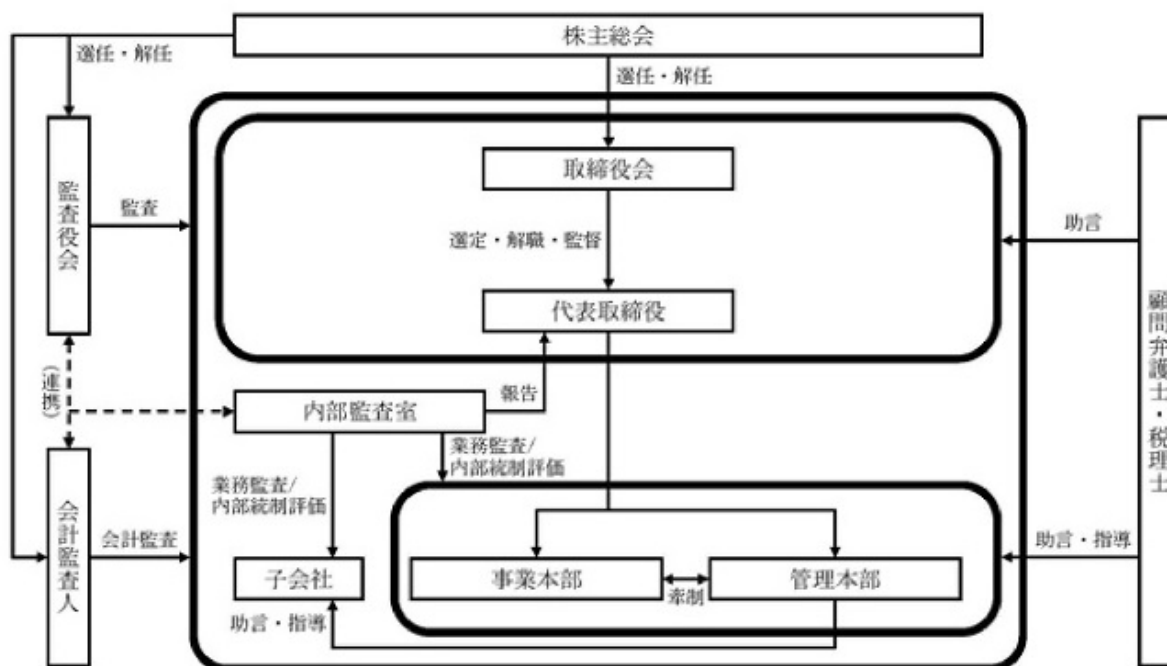 株主総会
選任・解任
選任・解任
取締役会
監査役会
監査
助言
選定・解職・監督
代表取締役
顧問弁護士・税理士
(連携)
報告
内部監査室
業務監査/
内部統制評価
業務監査/
内部統制評価
会計監査人
会計監査
助言・指導
子会社
事業本部
牽制
管理本部
助言・指導